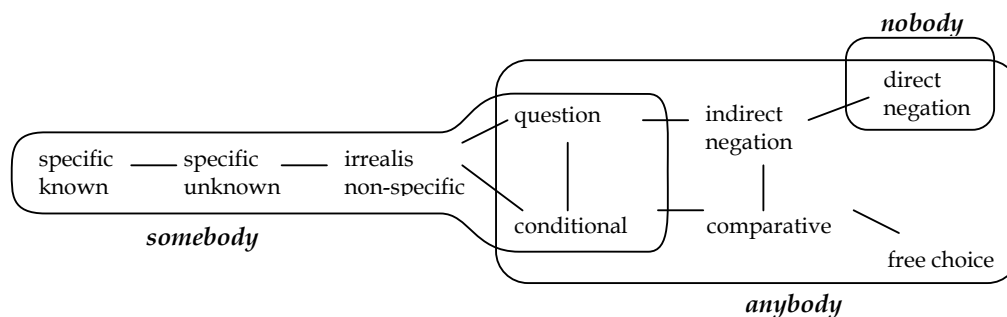 nobody
direct
negation
question
indirect
negation
specific
known
specific
unknown
irrealis
non-specific
conditional
comparative
somebody
free choice
anybody